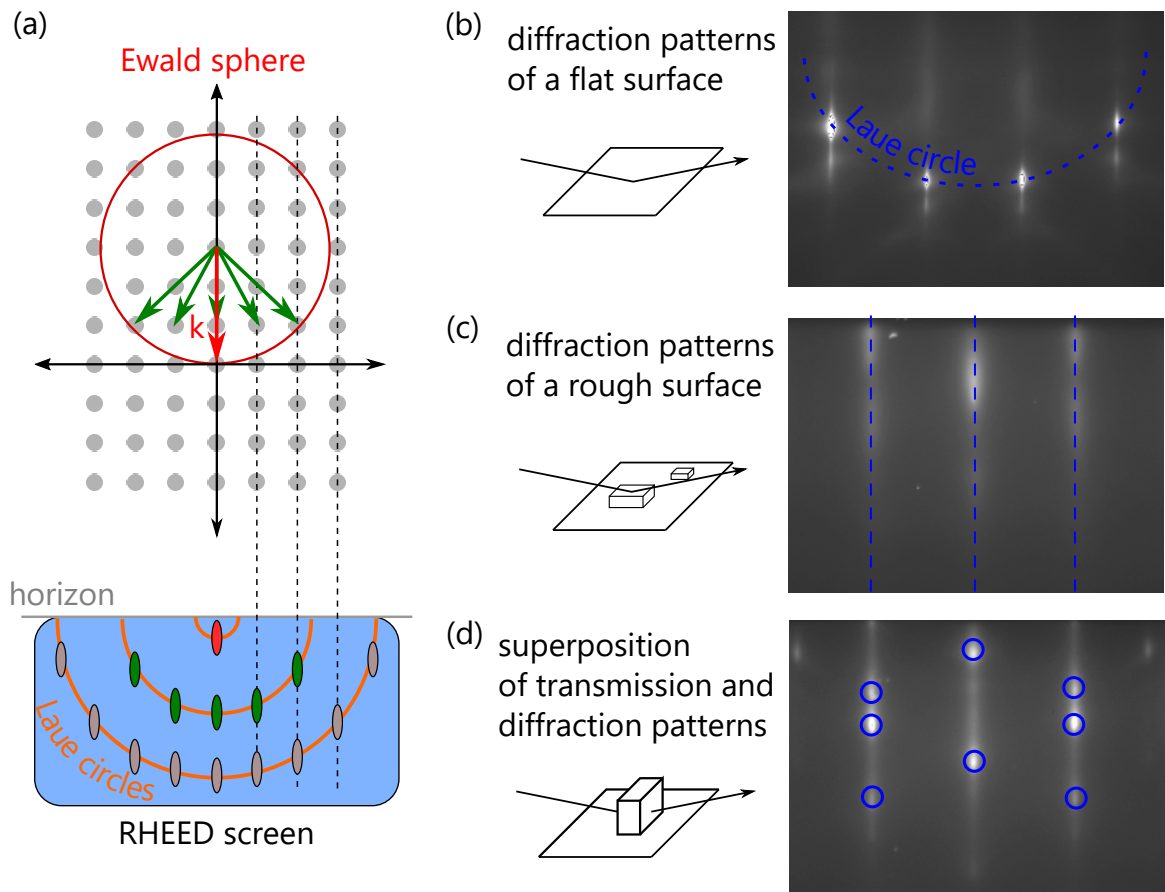 (a)
Ewald sphere
k
horizon
Laue circles
RHEED screen
(b)
diffraction patterns
of a flat surface
Laue circle
(c)
diffraction patterns
of a rough surface
(d)
superposition
of transmission and
diffraction patterns